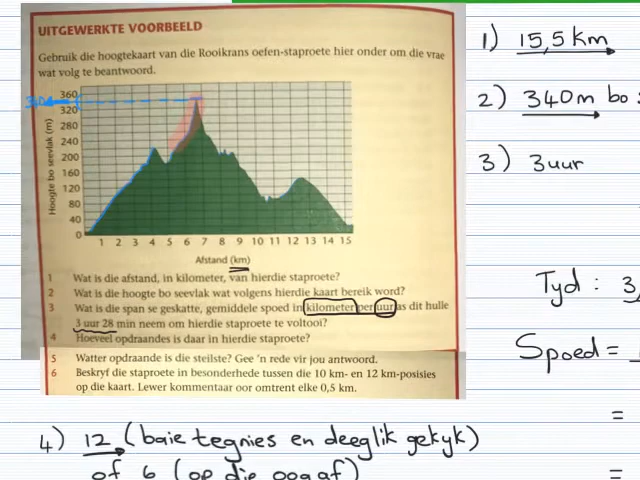 UITGEWERKTE VOORBEELD
Gebruik die hoogtekaart van die Rooikrans oefen-staproete hier onder om die vrae
wat volg te beantwoord.
Hoogte bo seevlak (m)
360
320
280
240
200
160
120
80
40
0
1 2 3 4 5 6 7 8 9 10 11 12 13 14 15
Afstand (km)
1 Wat is die afstand, in kilometer, van hierdie staproete?
2 Wat is die hoogte bo seevlak wat volgens hierdie kaart bereik word?
3 Wat is die span se geskatte, gemiddelde spoed in kilometer per uur as dit hulle
3 uur 28 min neem om hierdie staproete te voltooi?
4 Hoeveel opdraandes is daar in hierdie staproete?
5 Watter opdraande is die steilste? Gee 'n rede vir jou antwoord.
6 Beskryf die staproete in besonderhede tussen die 10 km- en 12 km-posisies
op die kaart. Lewer kommentaar oor omtrent elke 0,5 km.
1) 15,5 km
2) 340m bo
3) 3uur
Tyd : 3,
Spoed =
=
=
4) 12 (baie tegnies en deeglik gekyk)
of 6 (op die oog af)